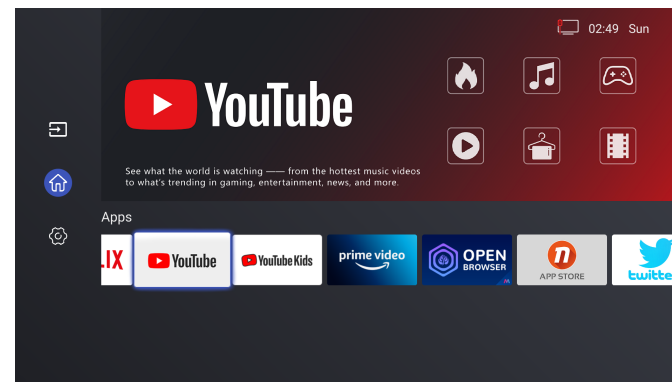 02:49 Sun
YouTube
See what the world is watching —— from the hottest music videos
to what's trending in gaming, entertainment, news, and more.
Apps
.IX
YouTube
YouTube Kids
prime video
OPEN
BROWSER
n
APP STORE
twitte